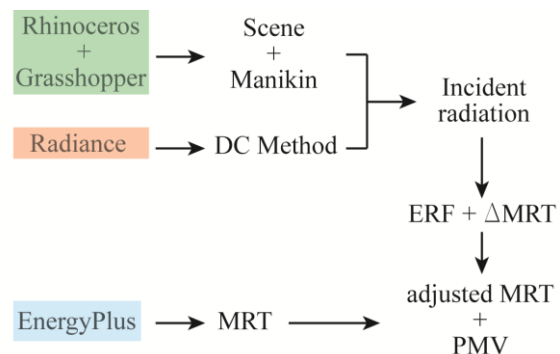 Rhinoceros
+
Grasshopper
Scene
+
Manikin
Incident
radiation
Radiance
DC Method
ERF + ΔMRT
EnergyPlus
MRT
adjusted MRT
+
PMV